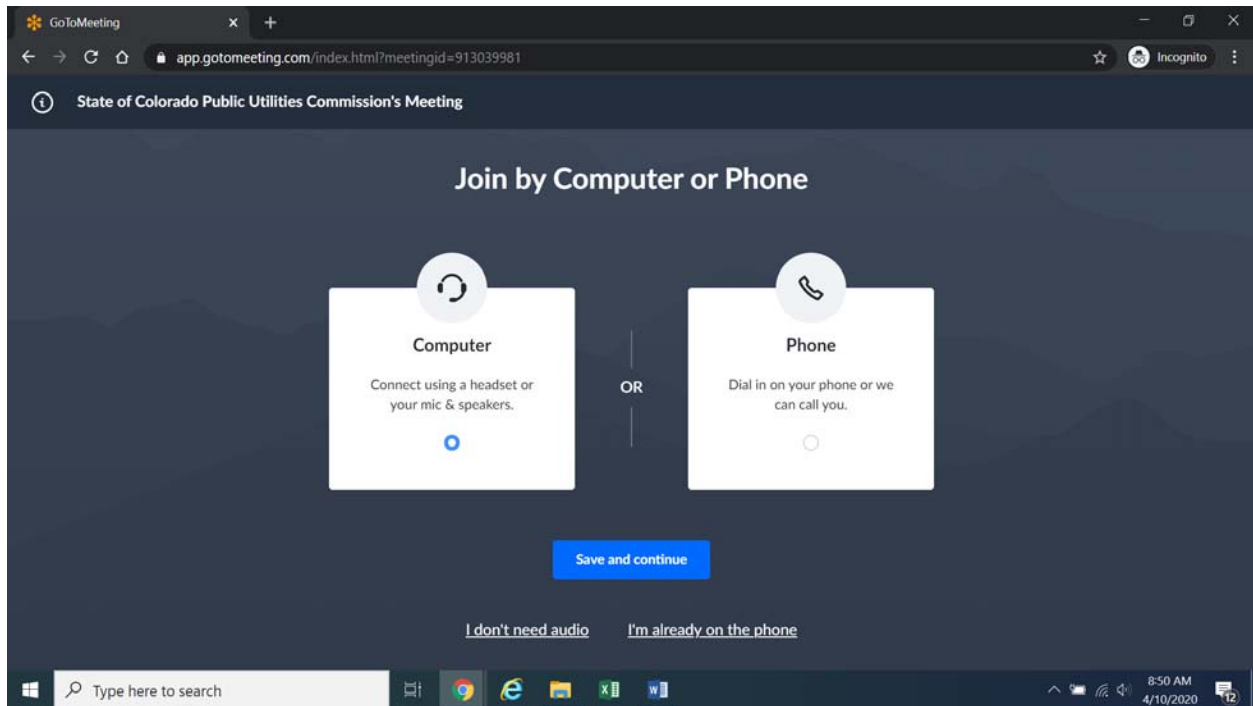 GoToMeeting
app.gotomeeting.com/index.html?meetingid=913039981
Incognito
State of Colorado Public Utilities Commission's Meeting
Join by Computer or Phone
Computer
Connect using a headset or
your mic & speakers.
OR
Phone
Dial in on your phone or we
can call you.
Save and continue
I don't need audio
I'm already on the phone
Type here to search
8:50 AM
4/10/2020
12